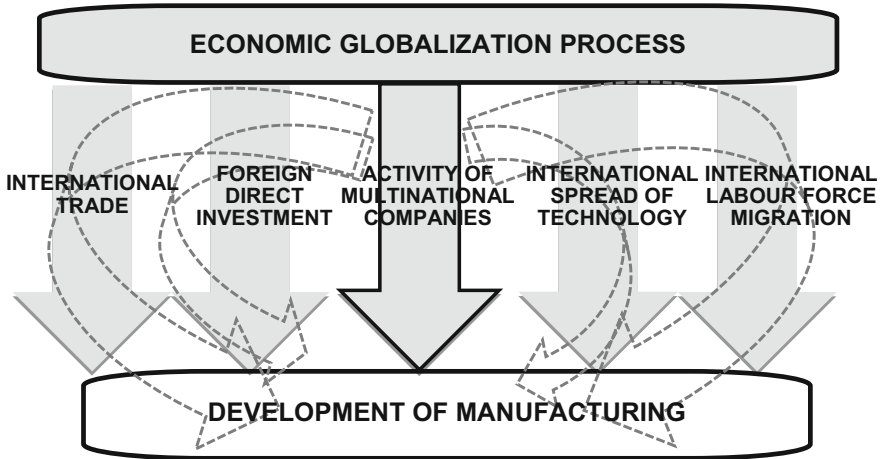 ECONOMIC GLOBALIZATION PROCESS
INTERNATIONAL
TRADE
FOREIGN
DIRECT
INVESTMENT
ACTIVITY OF
MULTINATIONAL
COMPANIES
INTERNATIONAL
SPREAD OF
TECHNOLOGY
INTERNATIONAL
LABOUR FORCE
MIGRATION
DEVELOPMENT OF MANUFACTURING